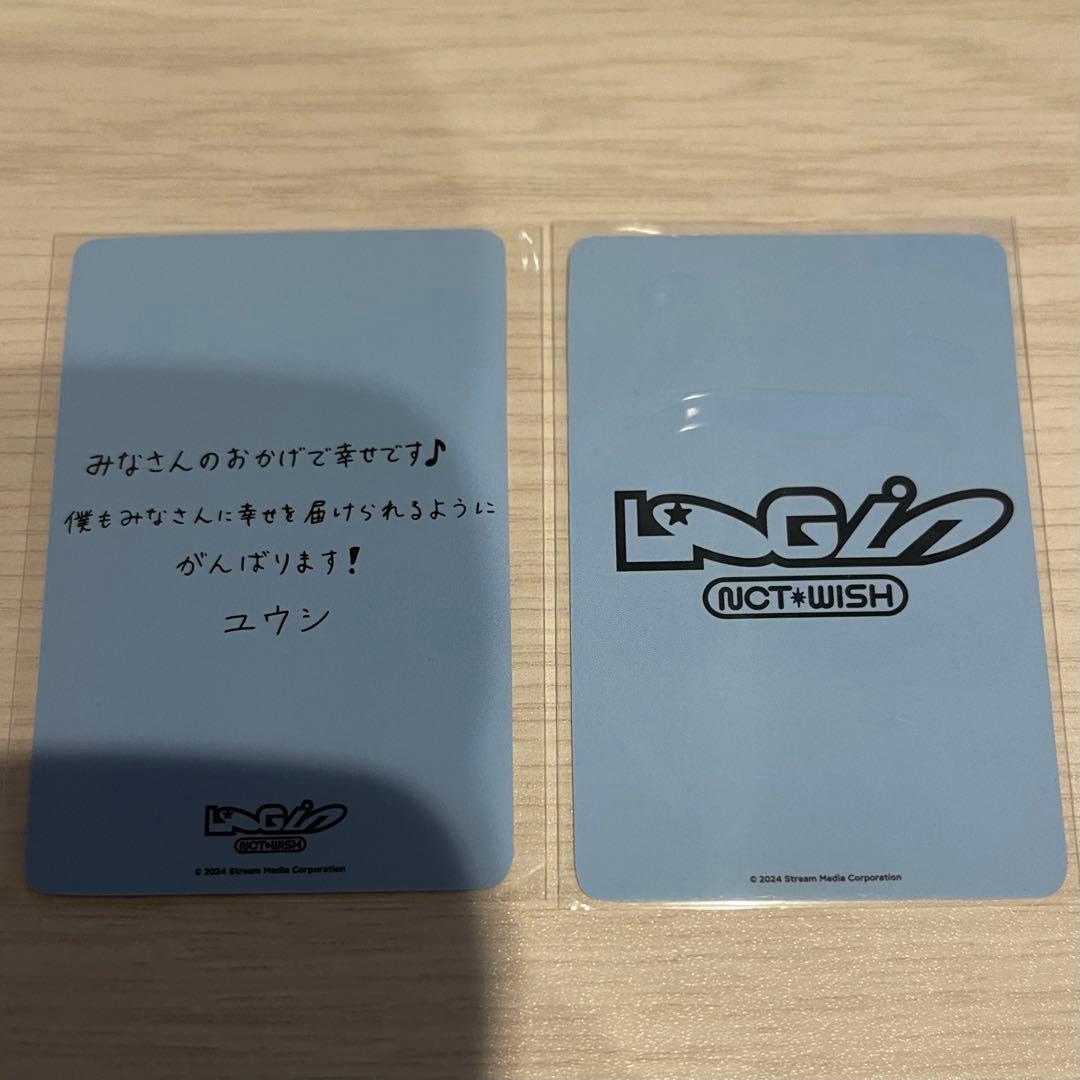 みなさんのおかげで幸せです♪
僕もみなさんに幸せを届けられるように
がんばります!
ユウシ
LOGin
NCT WISH
© 2024 Stream Media Corporation
LOGin
NCT WISH
© 2024 Stream Media Corporation